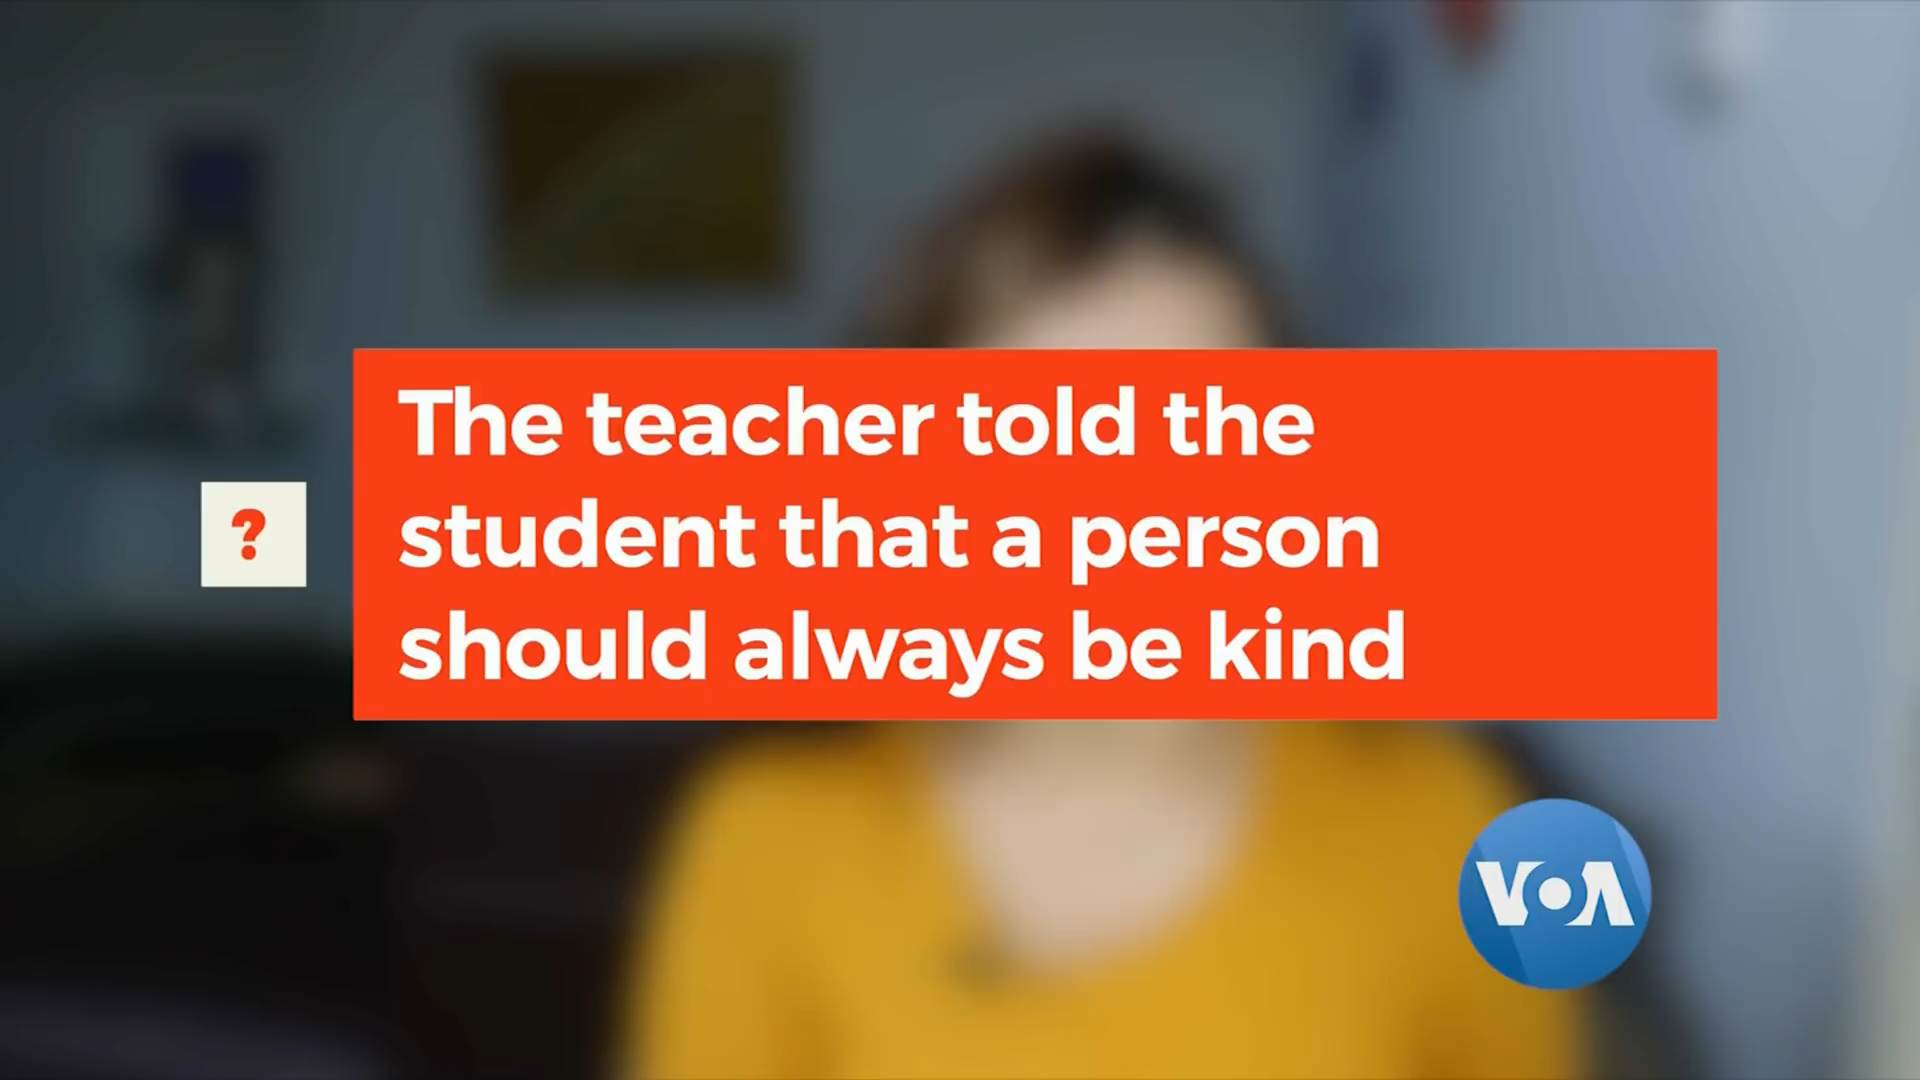 ?
The teacher told the
student that a person
should always be kind
VOA